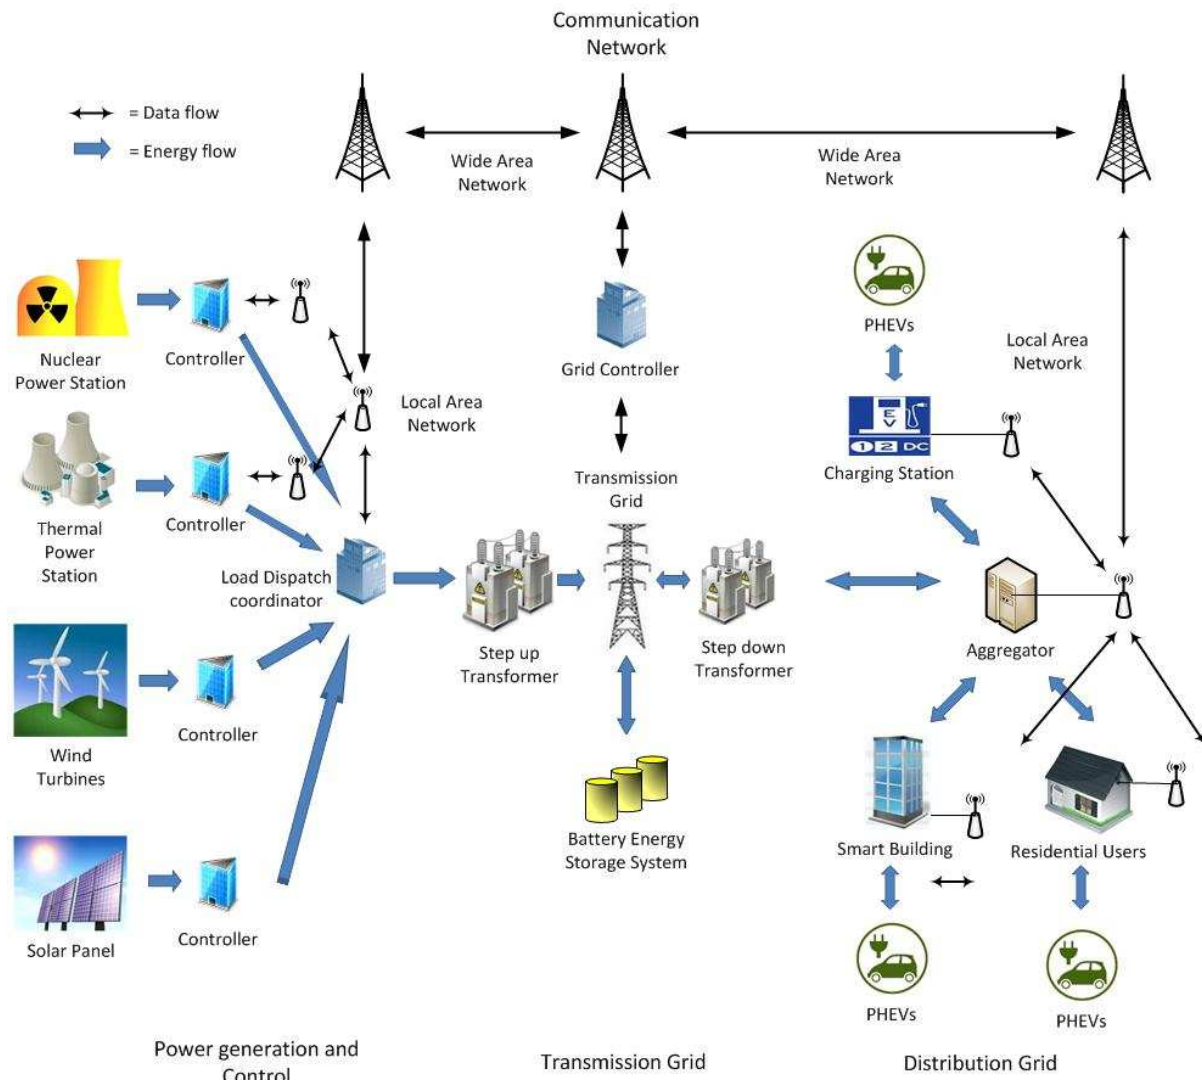 Communication
Network
= Data flow
= Energy flow
Wide Area
Network
Wide Area
Network
PHEVs
Nuclear
Power Station
Controller
Grid Controller
Local Area
Network
Local Area
Network
EV
1 2 DC
Charging Station
Thermal
Power
Station
Controller
Transmission
Grid
Load Dispatch
coordinator
Step up
Transformer
Step down
Transformer
Aggregator
Wind
Turbines
Controller
Battery Energy
Storage System
Smart Building
Residential Users
Solar Panel
Controller
PHEVs
PHEVs
Power generation and
Control
Transmission Grid
Distribution Grid